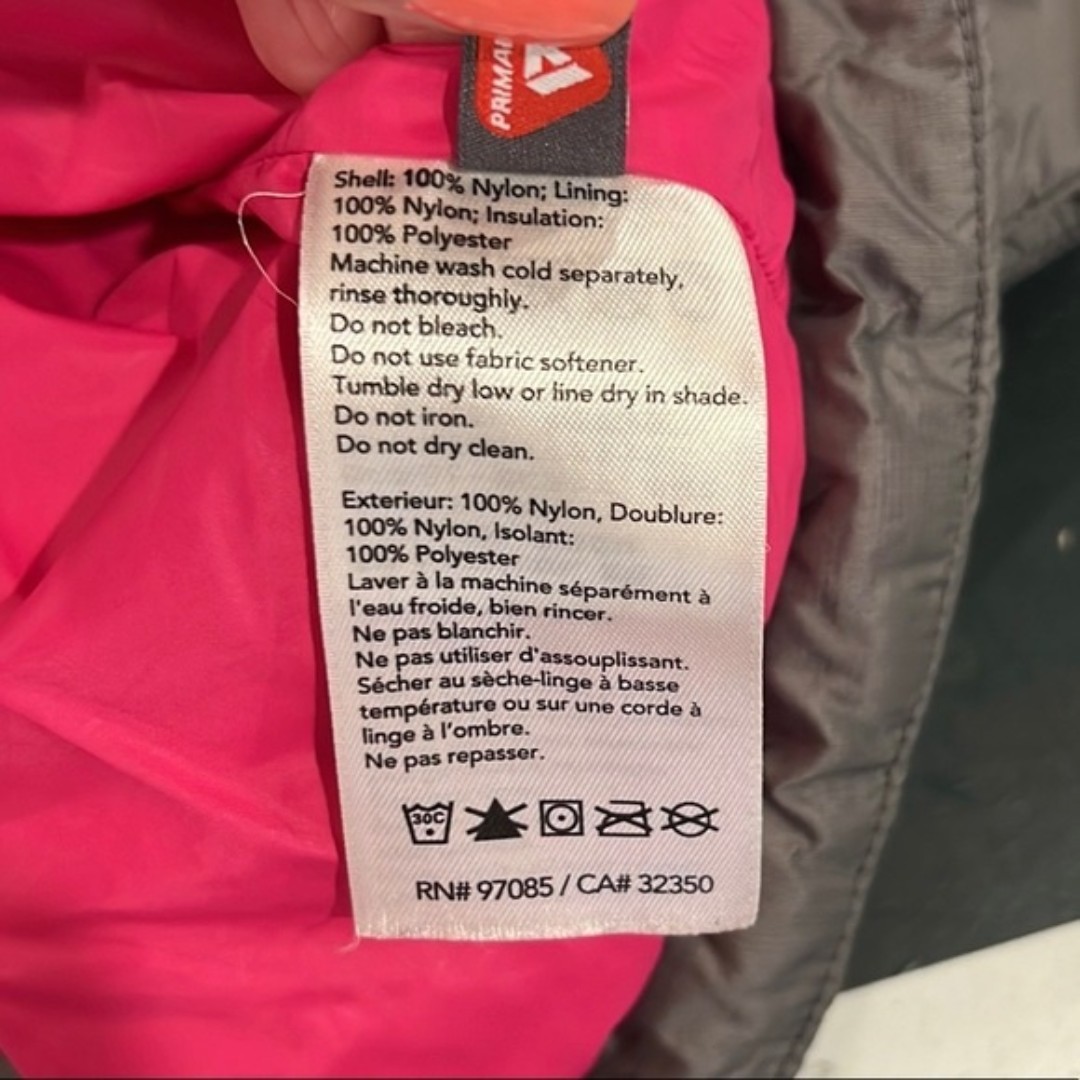 PRIMA
Shell: 100% Nylon; Lining:
100% Nylon; Insulation:
100% Polyester
Machine wash cold separately,
rinse thoroughly.
Do not bleach.
Do not use fabric softener.
Tumble dry low or line dry in shade.
Do not iron.
Do not dry clean.
Exterieur: 100% Nylon, Doublure:
100% Nylon, Isolant:
100% Polyester
Laver à la machine séparément à
l'eau froide, bien rincer.
Ne pas blanchir.
Ne pas utiliser d'assouplissant.
Sécher au sèche-linge à basse
température ou sur une corde à
linge à l'ombre.
Ne pas repasser.
30C
RN# 97085 / CA# 32350